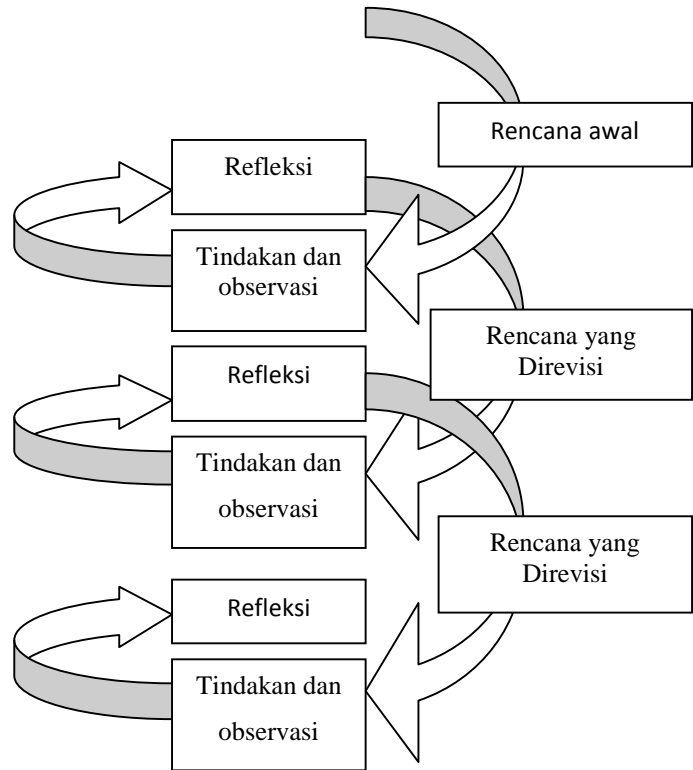 Rencana awal
Refleksi
Tindakan dan
observasi
Rencana yang
Direvisi
Refleksi
Tindakan dan
observasi
Rencana yang
Direvisi
Refleksi
Tindakan dan
observasi